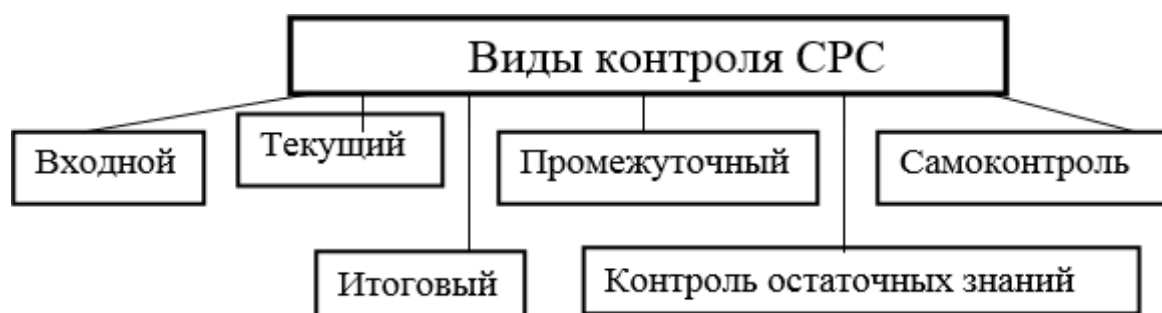 Виды контроля СРС
Входной
Текущий
Промежуточный
Самоконтроль
Итоговый
Контроль остаточных знаний